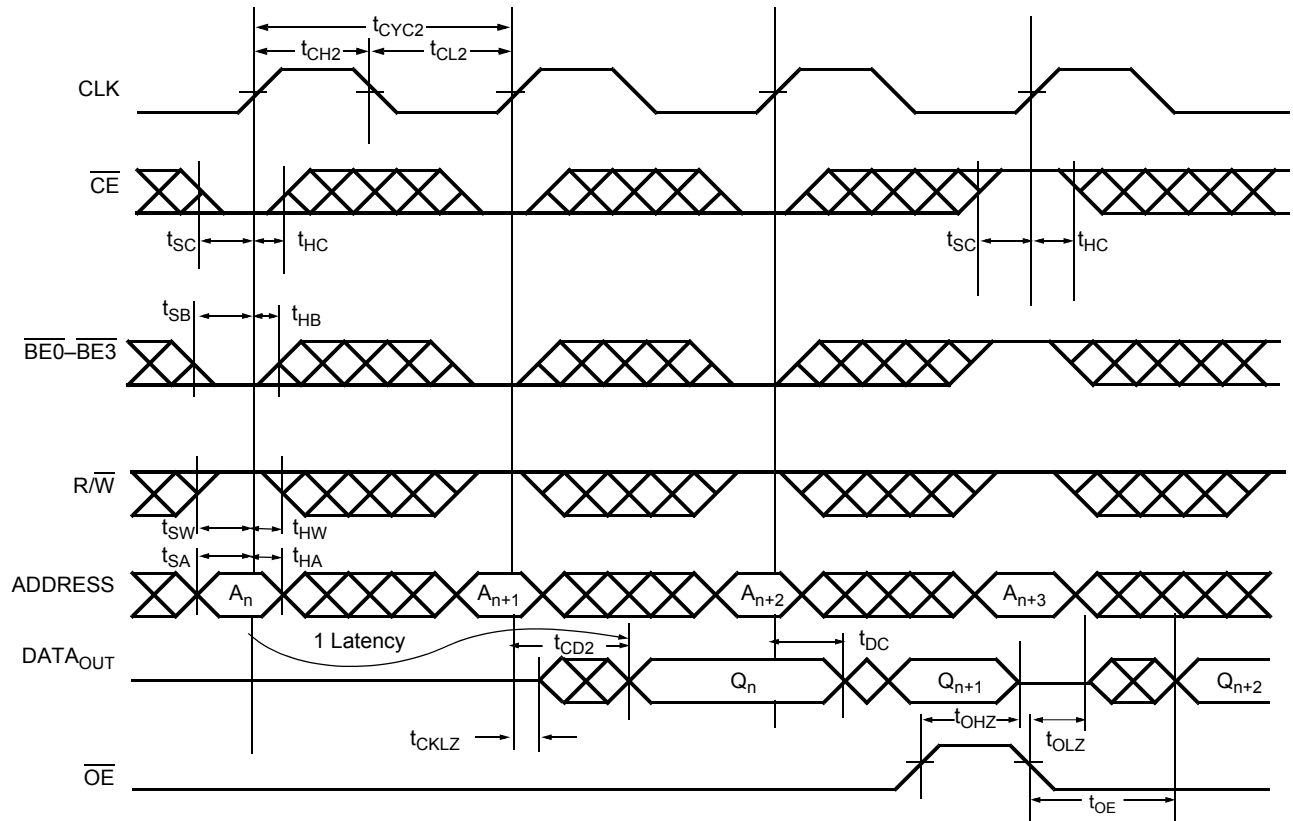 tCYC2
tCH2 tCL2
CLK
CE
tSC tHC tSC tHC
tSB tHB
BE0–BE3
R/W
tSW tHW
tSA tHA
ADDRESS An An+1 An+2 An+3
1 Latency tCD2 tDC
DATAOUT Qn Qn+1 Qn+2
tOHZ tOLZ
tCKLZ
OE
tOE